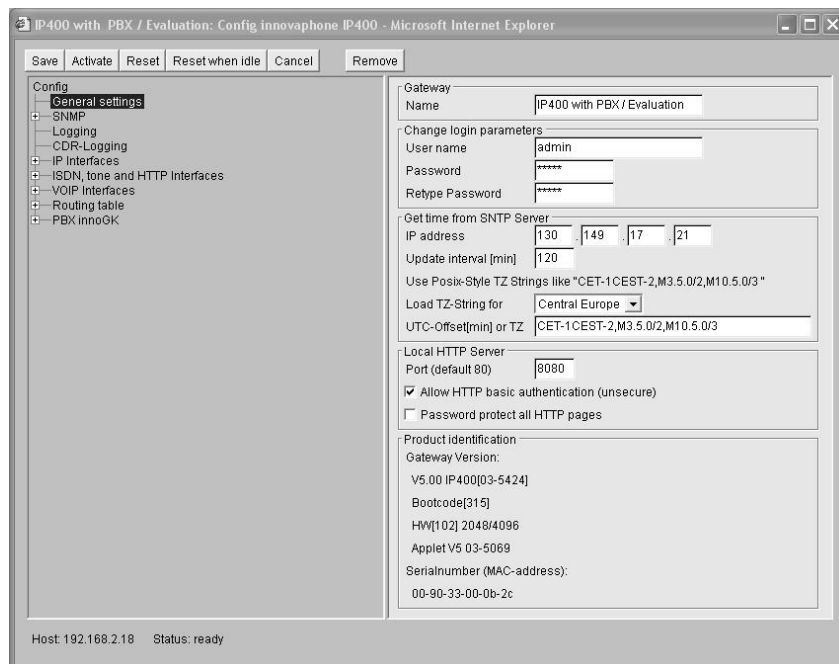 IP400 with PBX / Evaluation: Config innovaphone IP400 - Microsoft Internet Explorer
Save Activate Reset Reset when idle Cancel Remove
Config
General settings
SNMP
Logging
CDR-Logging
IP Interfaces
ISDN, tone and HTTP Interfaces
VOIP Interfaces
Routing table
PBX innoGK
Gateway
Name IP400 with PBX / Evaluation
Change login parameters
User name admin
Password *****
Retype Password *****
Get time from SNTP Server
IP address 130 .149 .17 .21
Update interval [min] 120
Use Posix-Style TZ Strings like "CET-1CEST-2,M3.5.0/2,M10.5.0/3 "
Load TZ-String for Central Europe
UTC-Offset[min] or TZ CET-1CEST-2,M3.5.0/2,M10.5.0/3
Local HTTP Server
Port (default 80) 8080
Allow HTTP basic authentication (unsecure)
Password protect all HTTP pages
Product identification
Gateway Version:
V5.00 IP400[03-5424]
Bootcode[315]
HW[102] 2048/4096
Applet V5 03-5069
Serialnumber (MAC-address):
00-90-33-00-0b-2c
Host: 192.168.2.18 Status: ready